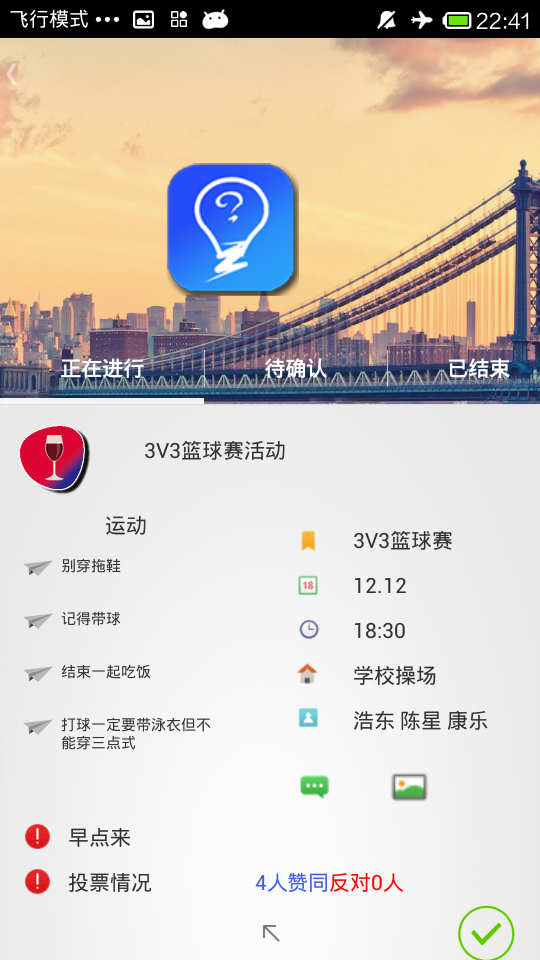 飞行模式 22:41
正在进行 待确认 已结束
3V3篮球赛活动
运动
别穿拖鞋
记得带球
结束一起吃饭
打球一定要带泳衣但不
能穿三点式
3V3篮球赛
18 12.12
18:30
学校操场
浩东 陈星 康乐
早点来
投票情况 4人赞同反对0人